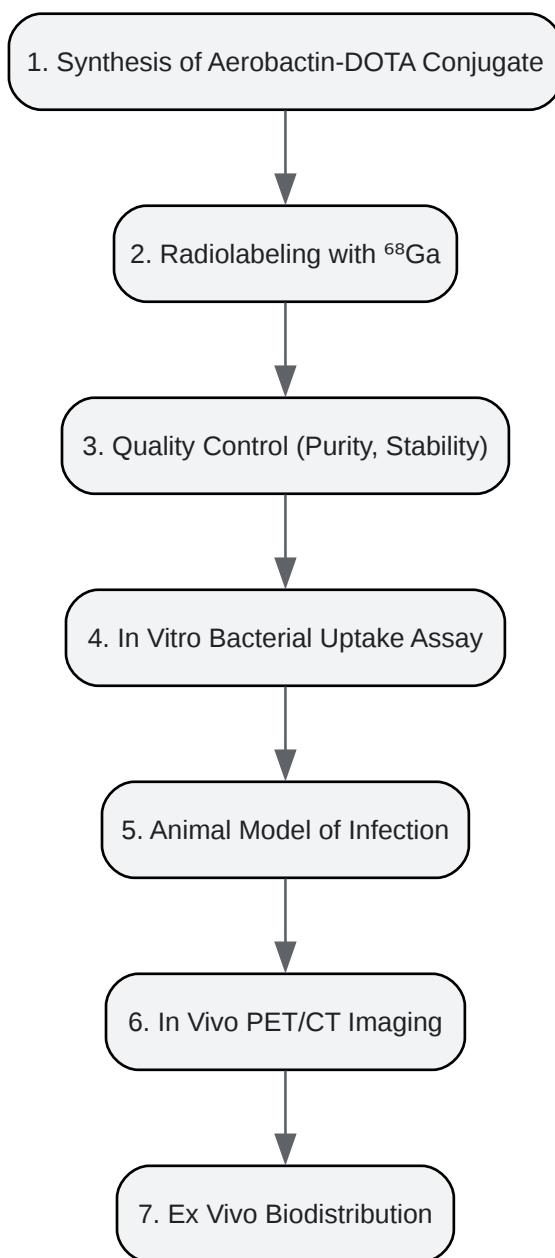 1. Synthesis of Aerobactin-DOTA Conjugate
2. Radiolabeling with ⁶⁸Ga
3. Quality Control (Purity, Stability)
4. In Vitro Bacterial Uptake Assay
5. Animal Model of Infection
6. In Vivo PET/CT Imaging
7. Ex Vivo Biodistribution